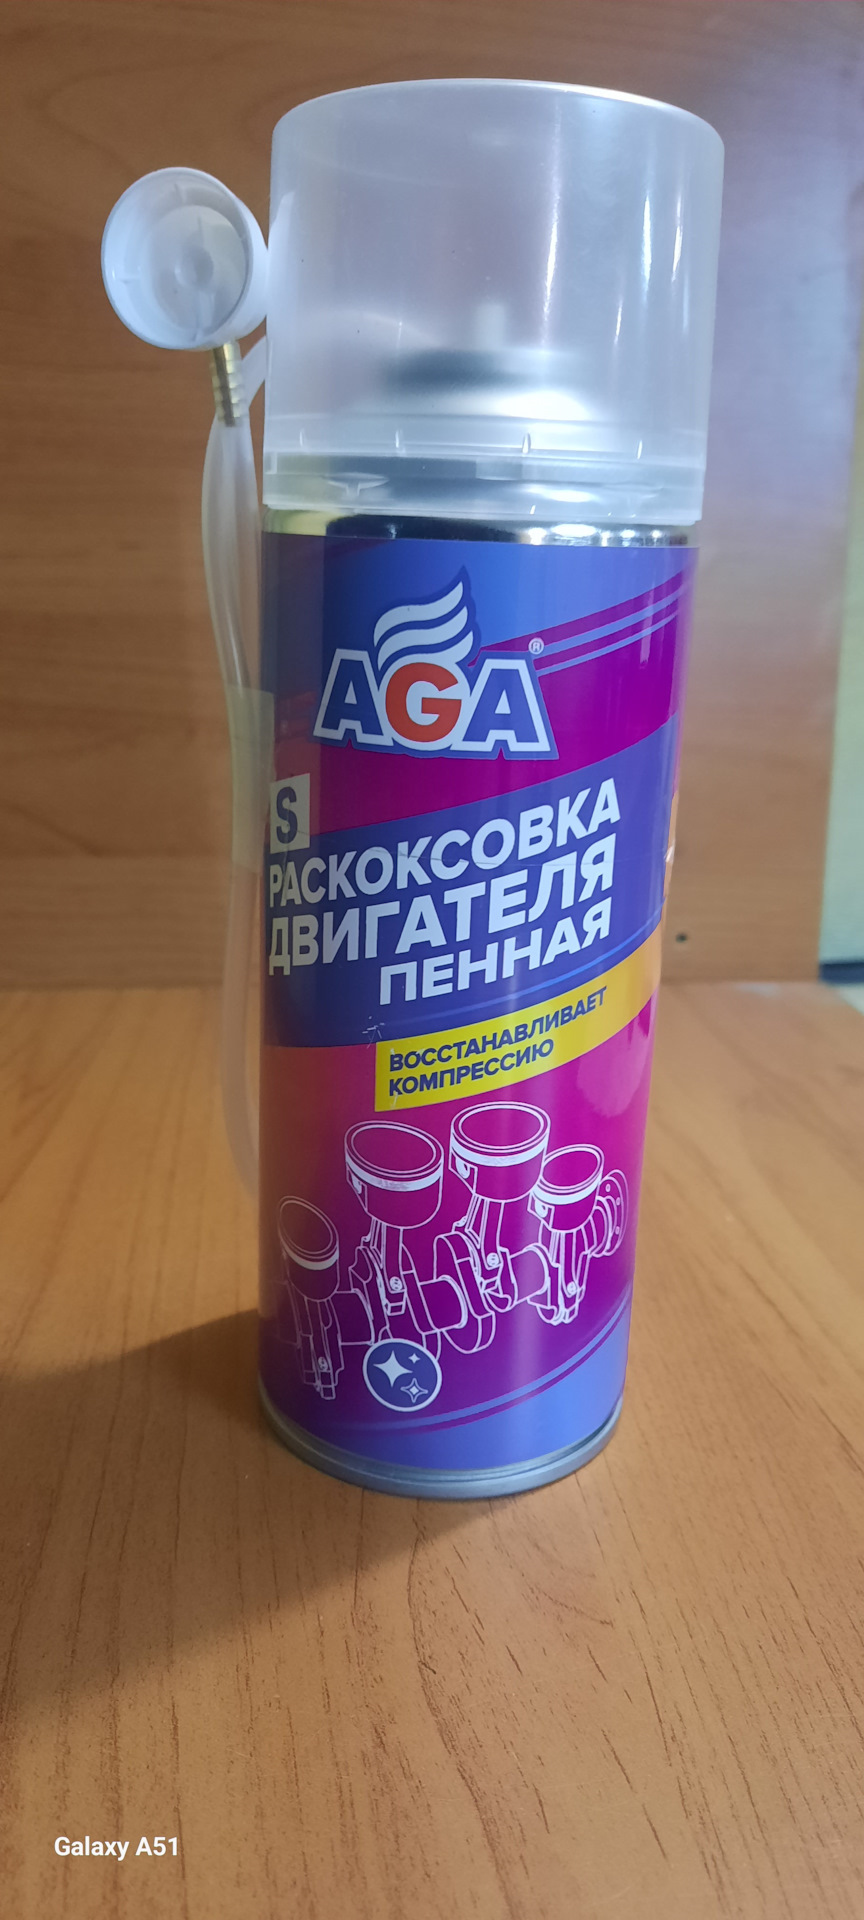 AGA®
S
РАСКОКСОВКА
ДВИГАТЕЛЯ
ПЕННАЯ
ВОССТАНАВЛИВАЕТ
КОМПРЕССИЮ
Galaxy A51